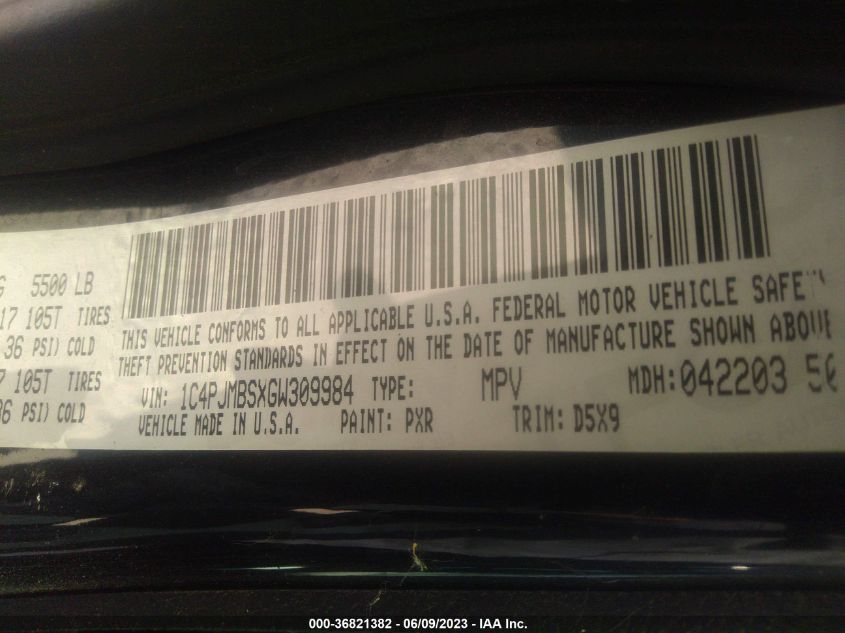 G 5500 LB
17 105T TIRES
36 PSI) COLD
7 105T TIRES
36 PSI) COLD
THIS VEHICLE CONFORMS TO ALL APPLICABLE U.S.A. FEDERAL MOTOR VEHICLE SAFETY
THEFT PREVENTION STANDARDS IN EFFECT ON THE DATE OF MANUFACTURE SHOWN ABOVE
VIN: 1C4PJMBSXGW309984 TYPE: MPV MDH: 042203 50
VEHICLE MADE IN U.S.A. PAINT: PXR TRIM: D5X9
000-36821382 - 06/09/2023 - IAA Inc.